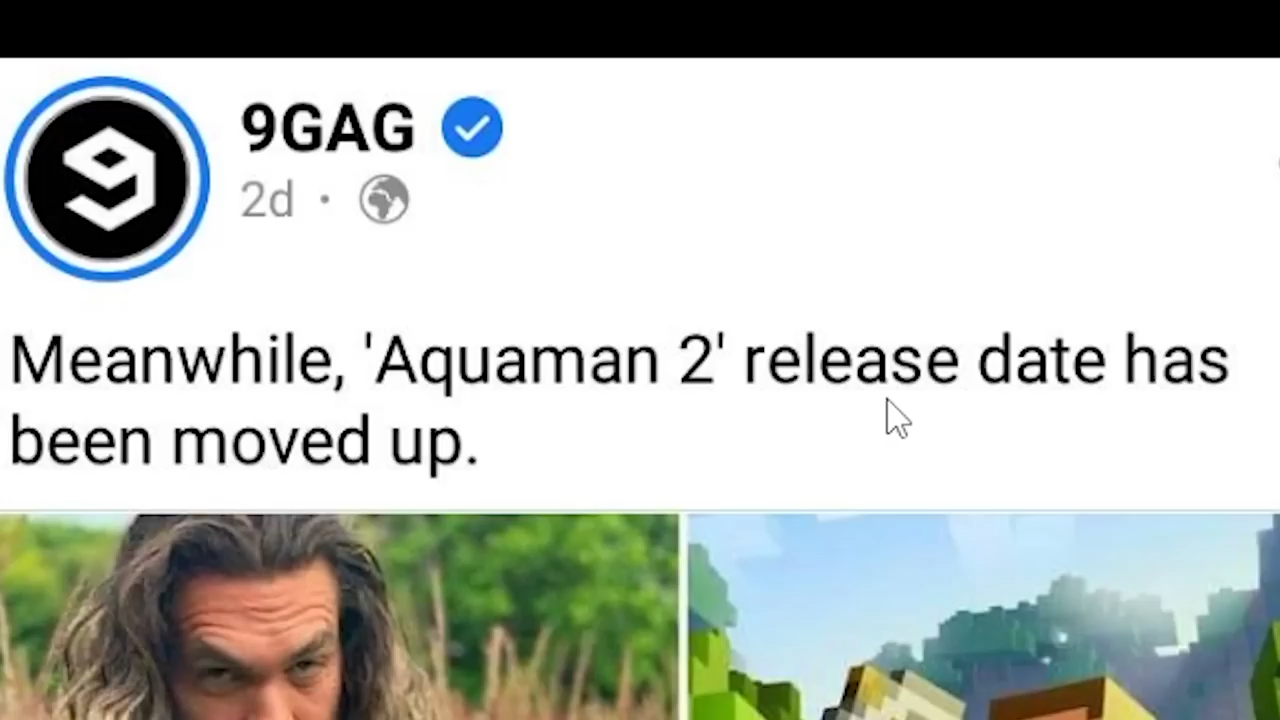 9GAG
2d ·
Meanwhile, 'Aquaman 2' release date has
been moved up.